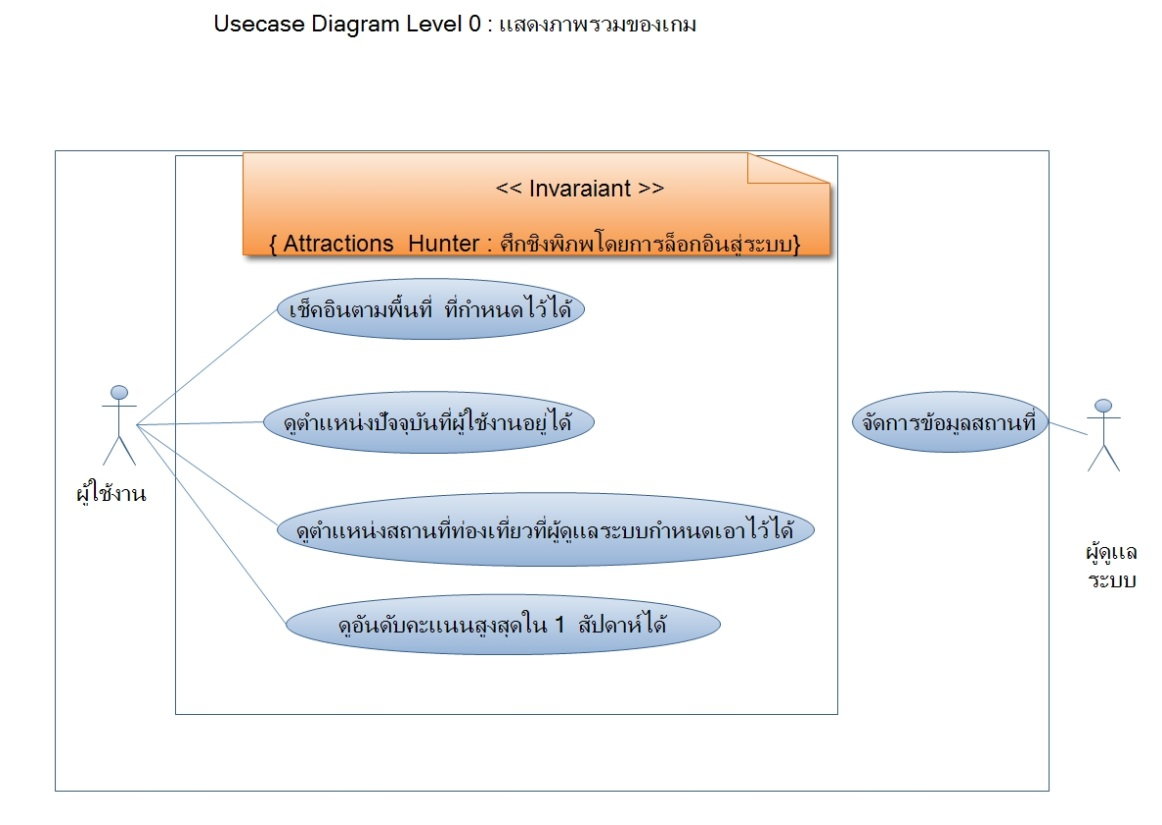 Usecase Diagram Level 0 : แสดงภาพรวมของเกม
<< Invaraiant >>
{ Attractions Hunter : ศึกชิงพิภพโดยการล็อกอินสู่ระบบ}
เช็คอินตามพื้นที่ ที่กำหนดไว้ได้
ดูตำแหน่งปัจจุบันที่ผู้ใช้งานอยู่ได้
จัดการข้อมูลสถานที่
ผู้ใช้งาน
ดูตำแหน่งสถานที่ท่องเที่ยวที่ผู้ดูแลระบบกำหนดเอาไว้ได้
ผู้ดูแล
ระบบ
ดูอันดับคะแนนสูงสุดใน 1 สัปดาห์ได้